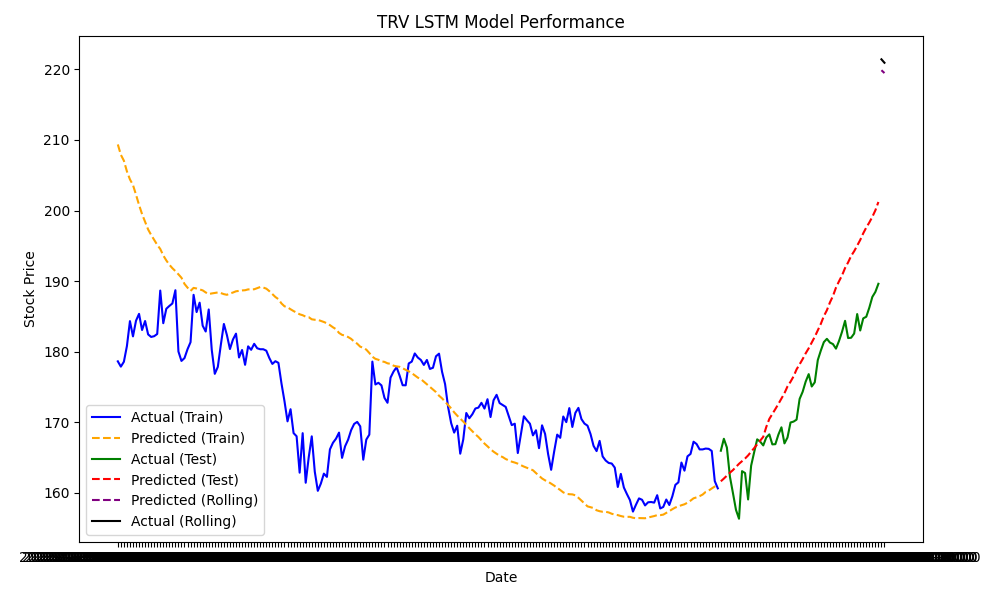 TRV LSTM Model Performance
Stock Price
220
210
200
190
180
170
160
Actual (Train)
Predicted (Train)
Actual (Test)
Predicted (Test)
Predicted (Rolling)
Actual (Rolling)
Date